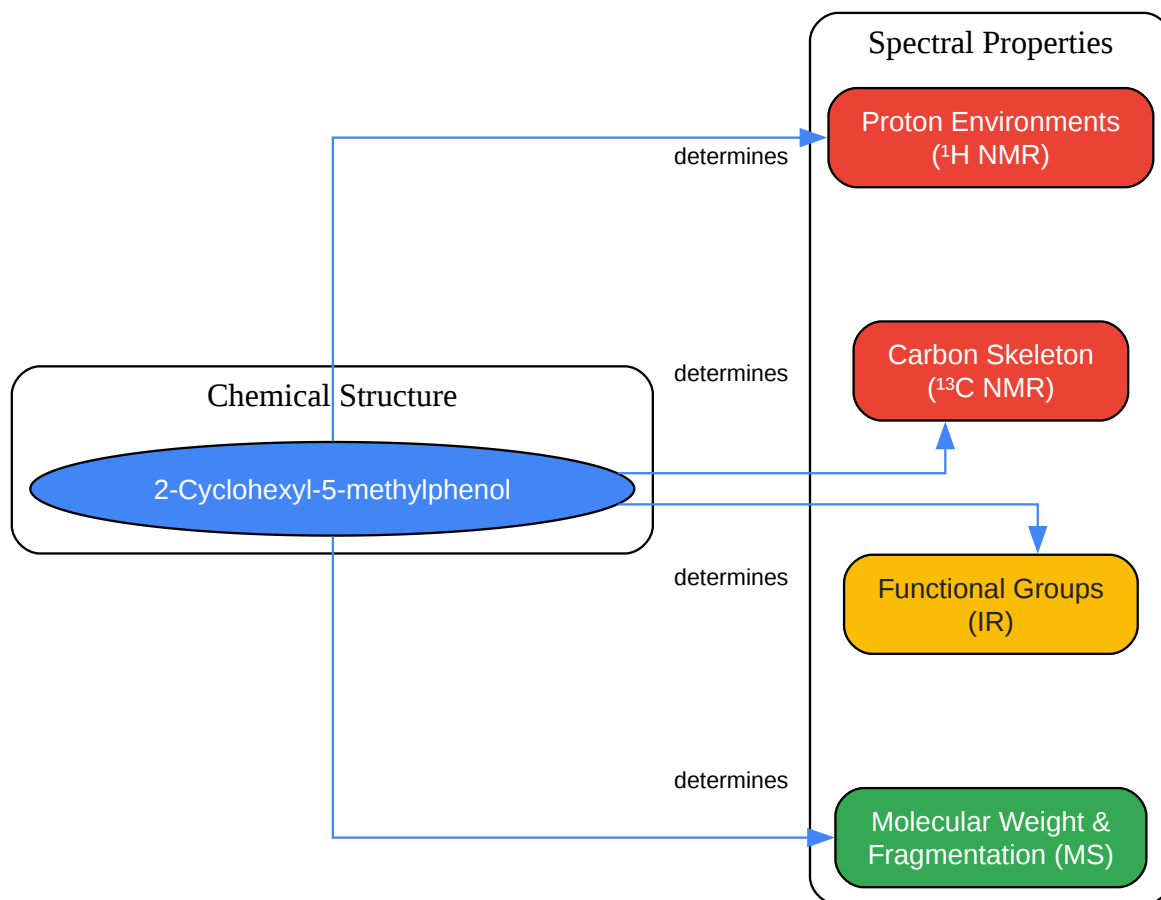 Spectral Properties
Proton Environments
(¹H NMR)
determines
Carbon Skeleton
(¹³C NMR)
determines
Chemical Structure
2-Cyclohexyl-5-methylphenol
determines
Functional Groups
(IR)
determines
Molecular Weight &
Fragmentation (MS)